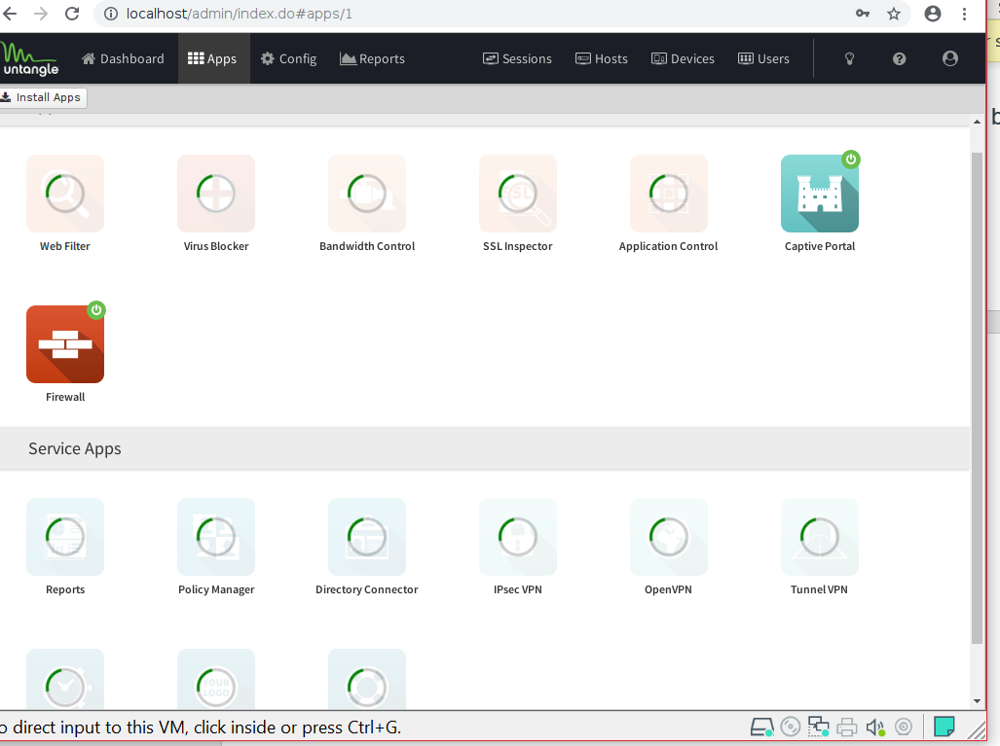 localhost/admin/index.do#apps/1
untangle Dashboard Apps Config Reports Sessions Hosts Devices Users
Install Apps
Web Filter Virus Blocker Bandwidth Control SSL Inspector Application Control Captive Portal
Firewall
Service Apps
Reports Policy Manager Directory Connector IPsec VPN OpenVPN Tunnel VPN
YOUR LOGO
o direct input to this VM, click inside or press Ctrl+G.